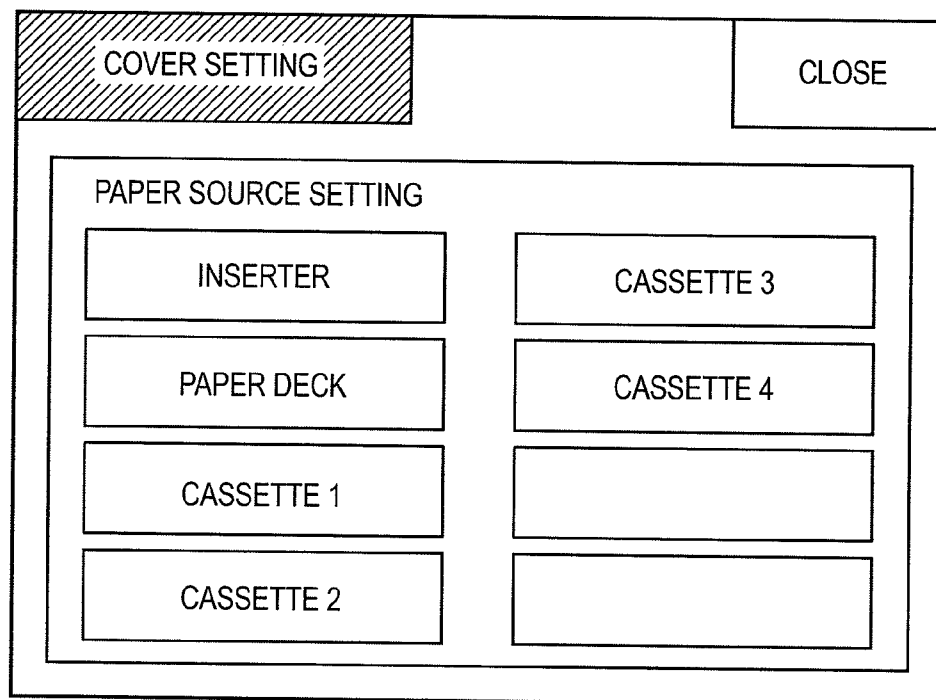 COVER SETTING
CLOSE
PAPER SOURCE SETTING
INSERTER
CASSETTE 3
PAPER DECK
CASSETTE 4
CASSETTE 1
CASSETTE 2